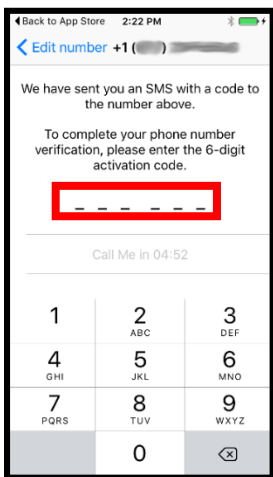 Back to App Store 2:22 PM
Edit number +1 ( )
We have sent you an SMS with a code to
the number above.
To complete your phone number
verification, please enter the 6-digit
activation code.
Call Me in 04:52
1 2 3
ABC DEF
4 5 6
GHI JKL MNO
7 8 9
PQRS TUV WXYZ
0